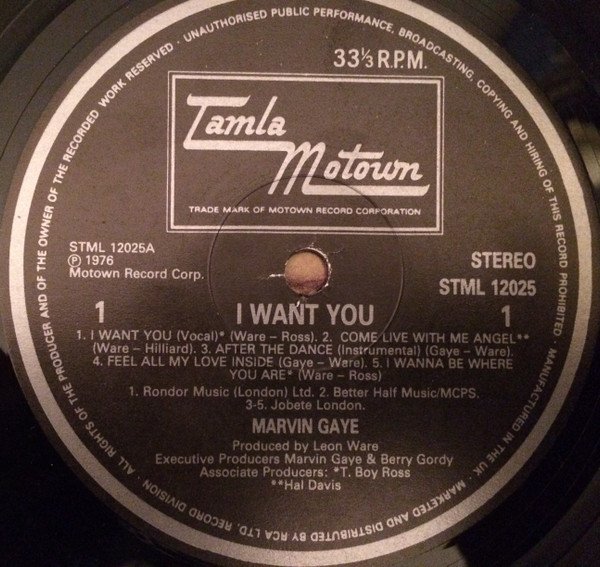 UNAUTHORISED PUBLIC PERFORMANCE, BROADCASTING, COPYING AND HIRING OF THIS RECORD PROHIBITED. MANUFACTURED IN THE UK.
MARKETED AND DISTRIBUTED BY RCA LTD. RECORD DIVISION · ALL RIGHTS OF THE PRODUCER AND OF THE OWNER OF THE RECORDED WORK RESERVED ·
33⅓ R.P.M.
Tamla
Motown
TRADE MARK OF MOTOWN RECORD CORPORATION
STML 12025A
Ⓟ 1976
Motown Record Corp.
STEREO
STML 12025
1 I WANT YOU 1
1. I WANT YOU (Vocal)* (Ware – Ross). 2. COME LIVE WITH ME ANGEL**
(Ware – Hilliard). 3. AFTER THE DANCE (Instrumental) (Gaye – Ware).
4. FEEL ALL MY LOVE INSIDE (Gaye – Ware). 5. I WANNA BE WHERE
YOU ARE* (Ware – Ross)
1. Rondor Music (London) Ltd. 2. Better Half Music/MCPS.
3-5. Jobete London.
MARVIN GAYE
Produced by Leon Ware
Executive Producers Marvin Gaye & Berry Gordy
Associate Producers: *T. Boy Ross
**Hal Davis